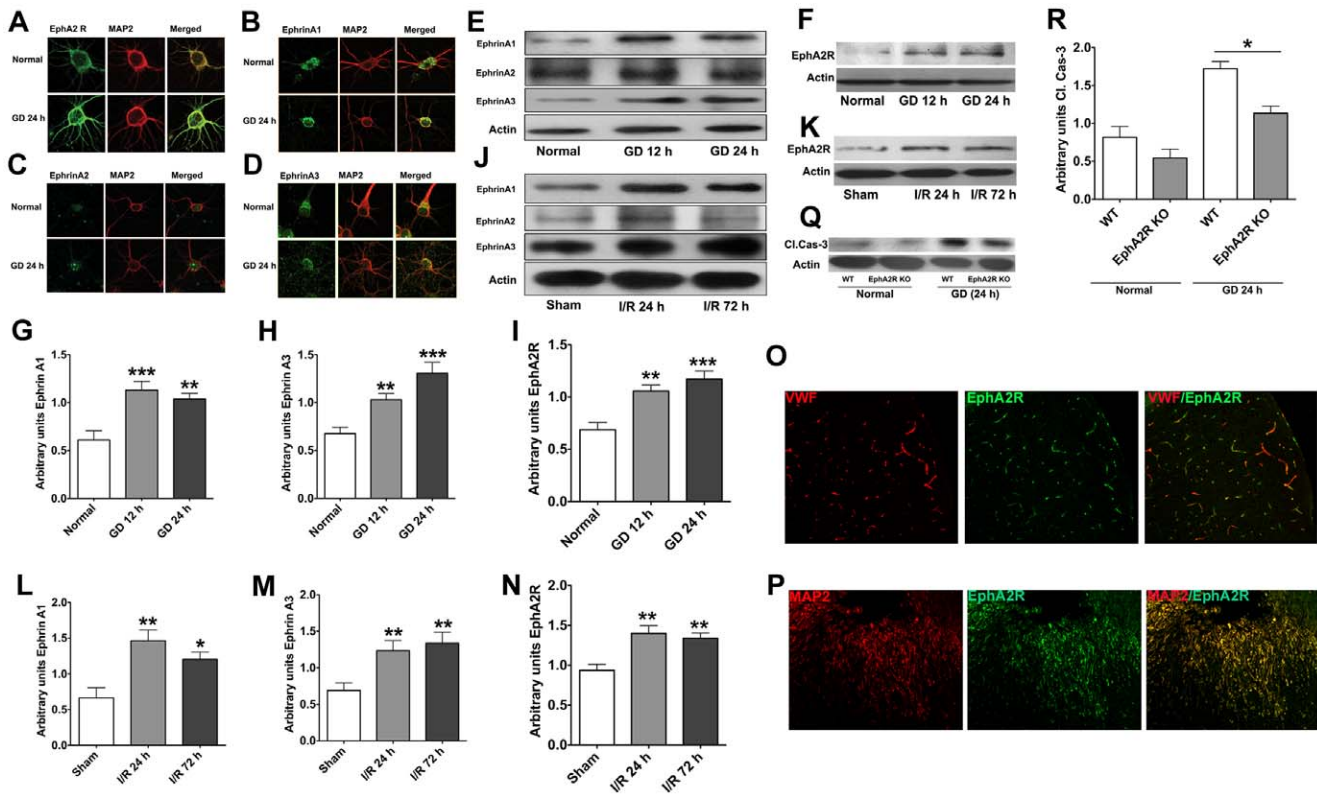 A
EphA2 R MAP2 Merged
Normal
GD 24 h
B
EphrinA1 MAP2 Merged
Normal
GD 24 h
C
EphrinA2 MAP2 Merged
Normal
GD 24 h
D
EphrinA3 MAP2 Merged
Normal
GD 24 h
E
EphrinA1
EphrinA2
EphrinA3
Actin
Normal GD 12 h GD 24 h
J
EphrinA1
EphrinA2
EphrinA3
Actin
Sham I/R 24 h I/R 72 h
F
EphA2R
Actin
Normal GD 12 h GD 24 h
K
EphA2R
Actin
Sham I/R 24 h I/R 72 h
Q
Cl.Cas-3
Actin
WT EphA2R KO WT EphA2R KO
Normal GD (24 h)
R
Arbitrary units Cl. Cas-3
2.0
1.5
1.0
0.5
0.0
*
WT EphA2R KO WT EphA2R KO
Normal GD 24 h
G
Arbitrary units Ephrin A1
1.5
1.0
0.5
0.0
*** **
Normal GD 12 h GD 24 h
H
Arbitrary units Ephrin A3
1.5
1.0
0.5
0.0
** ***
Normal GD 12 h GD 24 h
I
Arbitrary units EphA2R
1.5
1.0
0.5
0.0
** ***
Normal GD 12 h GD 24 h
O
VWF EphA2R VWF/EphA2R
L
Arbitrary units Ephrin A1
2.0
1.5
1.0
0.5
0.0
** *
Sham I/R 24 h I/R 72 h
M
Arbitrary units Ephrin A3
2.0
1.5
1.0
0.5
0.0
** **
Sham I/R 24 h I/R 72 h
N
Arbitrary units EphA2R
2.0
1.5
1.0
0.5
0.0
** **
Sham I/R 24 h I/R 72 h
P
MAP2 EphA2R MAP2/EphA2R